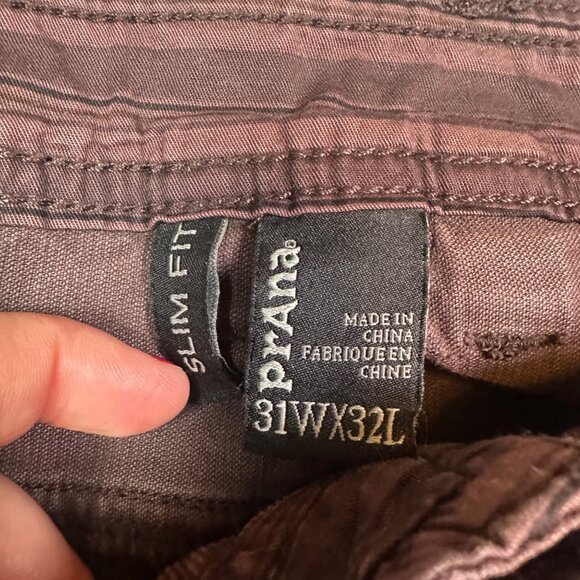 SLIM FIT
prAna
MADE IN
CHINA
FABRIQUE EN
CHINE
31WX32L